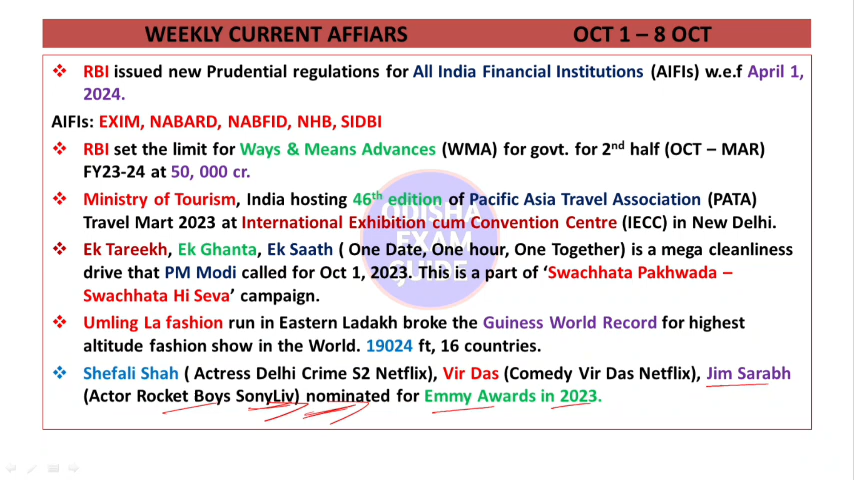 WEEKLY CURRENT AFFIARS OCT 1 – 8 OCT
❖ RBI issued new Prudential regulations for All India Financial Institutions (AIFIs) w.e.f April 1,
2024.
AIFIs: EXIM, NABARD, NABFID, NHB, SIDBI
❖ RBI set the limit for Ways & Means Advances (WMA) for govt. for 2nd half (OCT – MAR)
FY23-24 at 50, 000 cr.
❖ Ministry of Tourism, India hosting 46th edition of Pacific Asia Travel Association (PATA)
Travel Mart 2023 at International Exhibition cum Convention Centre (IECC) in New Delhi.
❖ Ek Tareekh, Ek Ghanta, Ek Saath ( One Date, One hour, One Together) is a mega cleanliness
drive that PM Modi called for Oct 1, 2023. This is a part of ‘Swachhata Pakhwada –
Swachhata Hi Seva’ campaign.
❖ Umling La fashion run in Eastern Ladakh broke the Guiness World Record for highest
altitude fashion show in the World. 19024 ft, 16 countries.
❖ Shefali Shah ( Actress Delhi Crime S2 Netflix), Vir Das (Comedy Vir Das Netflix), Jim Sarabh
(Actor Rocket Boys SonyLiv) nominated for Emmy Awards in 2023.
ODISHA
EXAM
GUIDE